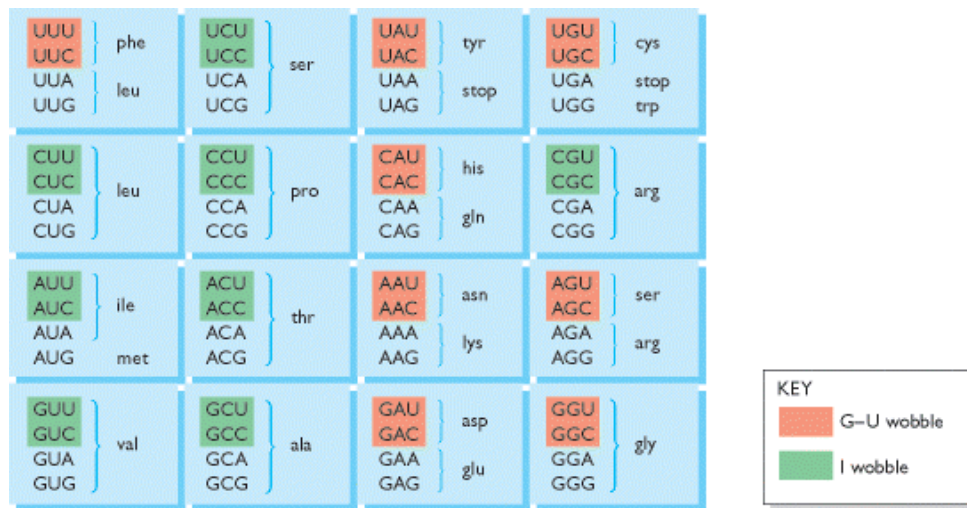 UUU
UUC
phe
UUA
UUG
leu
UCU
UCC
UCA
UCG
ser
UAU
UAC
tyr
UAA
UAG
stop
UGU
UGC
cys
UGA stop
UGG trp
CUU
CUC
CUA
CUG
leu
CCU
CCC
CCA
CCG
pro
CAU
CAC
his
CAA
CAG
gln
CGU
CGC
CGA
CGG
arg
AUU
AUC
AUA
ile
AUG met
ACU
ACC
ACA
ACG
thr
AAU
AAC
asn
AAA
AAG
lys
AGU
AGC
ser
AGA
AGG
arg
GUU
GUC
GUA
GUG
val
GCU
GCC
GCA
GCG
ala
GAU
GAC
asp
GAA
GAG
glu
GGU
GGC
GGA
GGG
gly
KEY
G–U wobble
I wobble